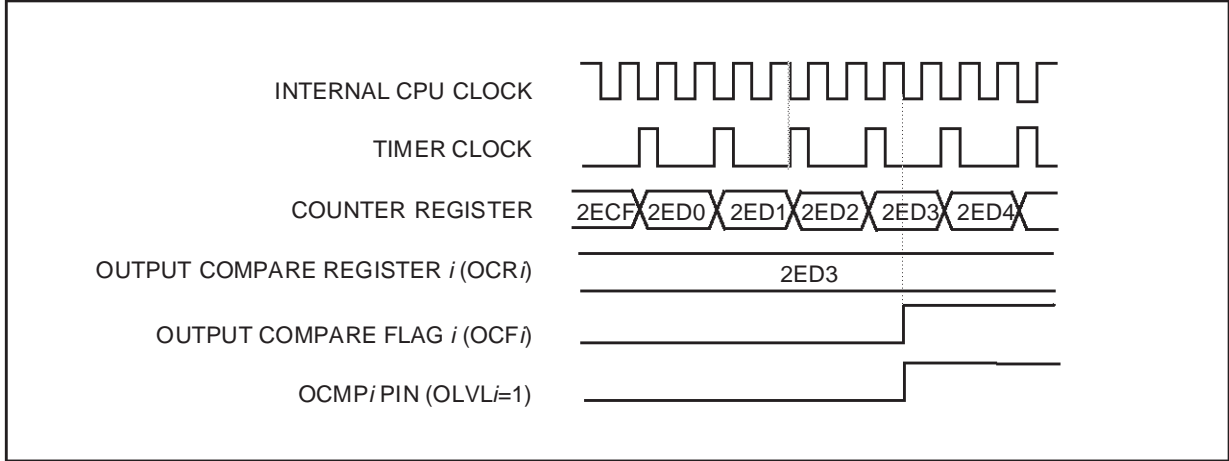 INTERNAL CPU CLOCK
TIMER CLOCK
COUNTER REGISTER 2ECF 2ED0 2ED1 2ED2 2ED3 2ED4
OUTPUT COMPARE REGISTER i (OCRi) 2ED3
OUTPUT COMPARE FLAG i (OCFi)
OCMPi PIN (OLVLi=1)